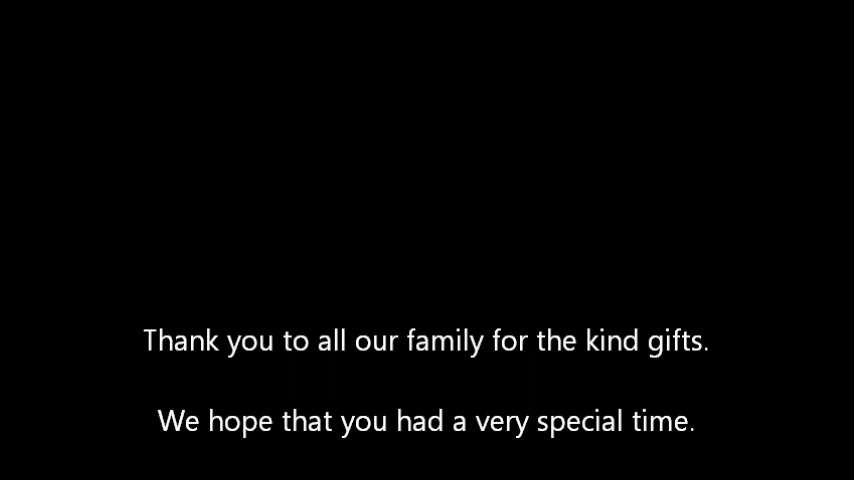 Thank you to all our family for the kind gifts.
We hope that you had a very special time.